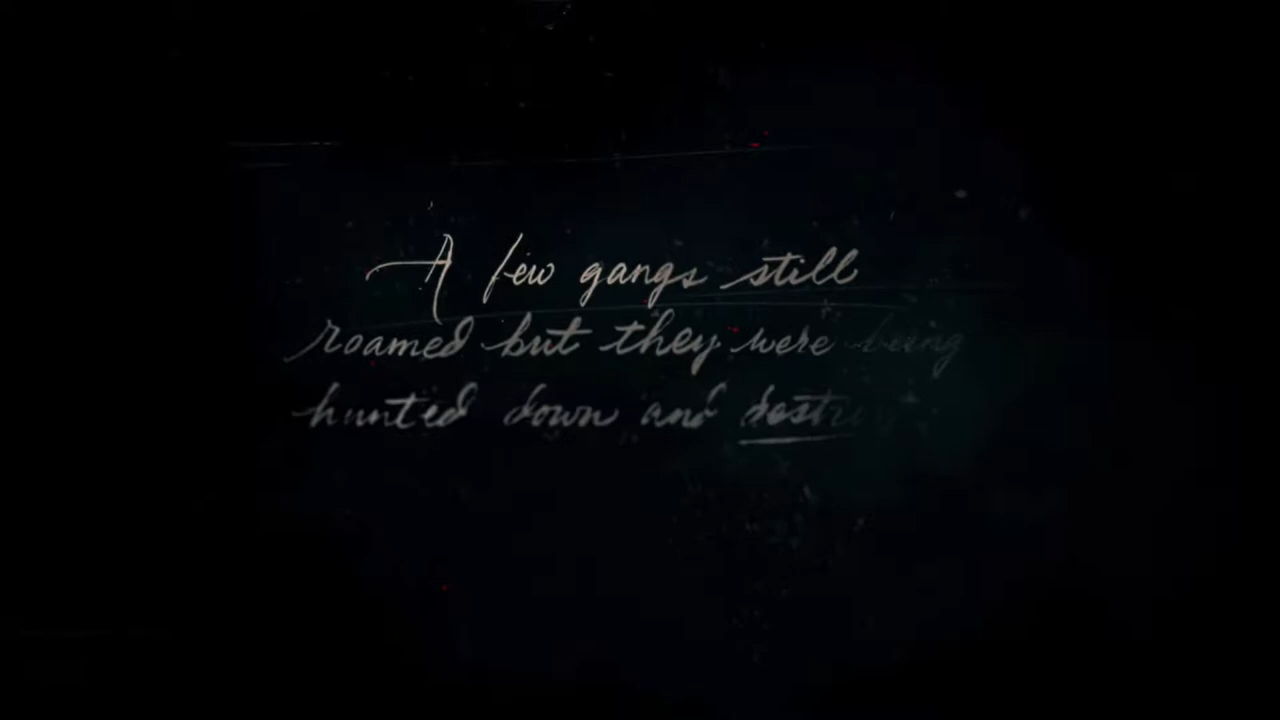 A few gangs still
roamed but they were being
hunted down and